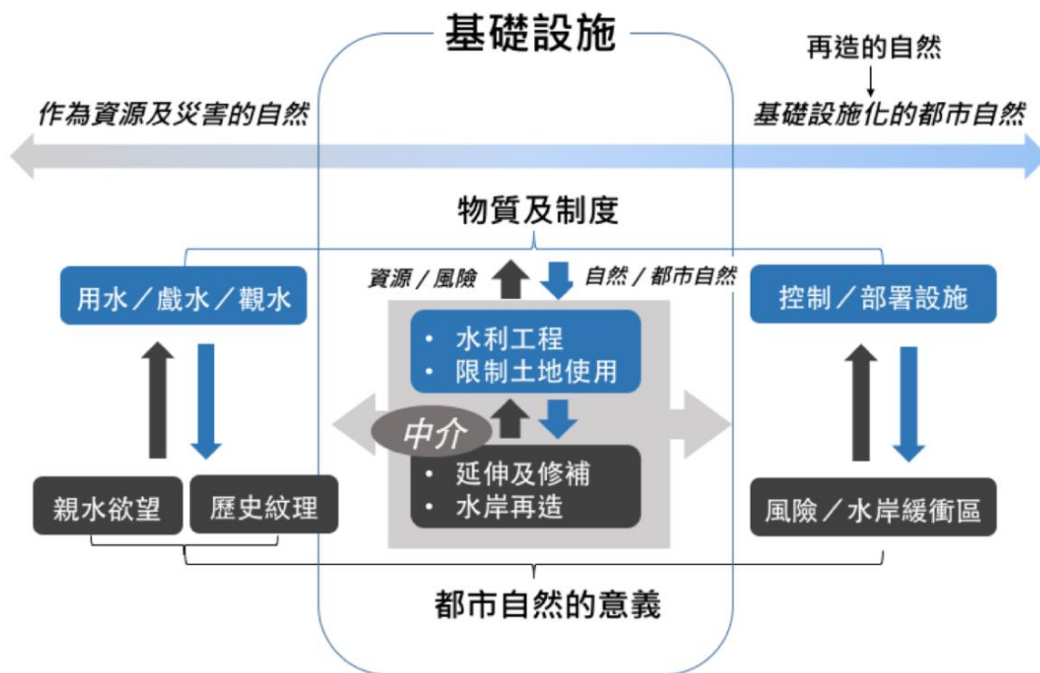 基礎設施
再造的自然
作為資源及災害的自然
基礎設施化的都市自然
物質及制度
資源/風險
自然/都市自然
用水／戲水／觀水
控制／部署設施
• 水利工程
• 限制土地使用
中介
• 延伸及修補
• 水岸再造
親水欲望
歷史紋理
風險／水岸緩衝區
都市自然的意義